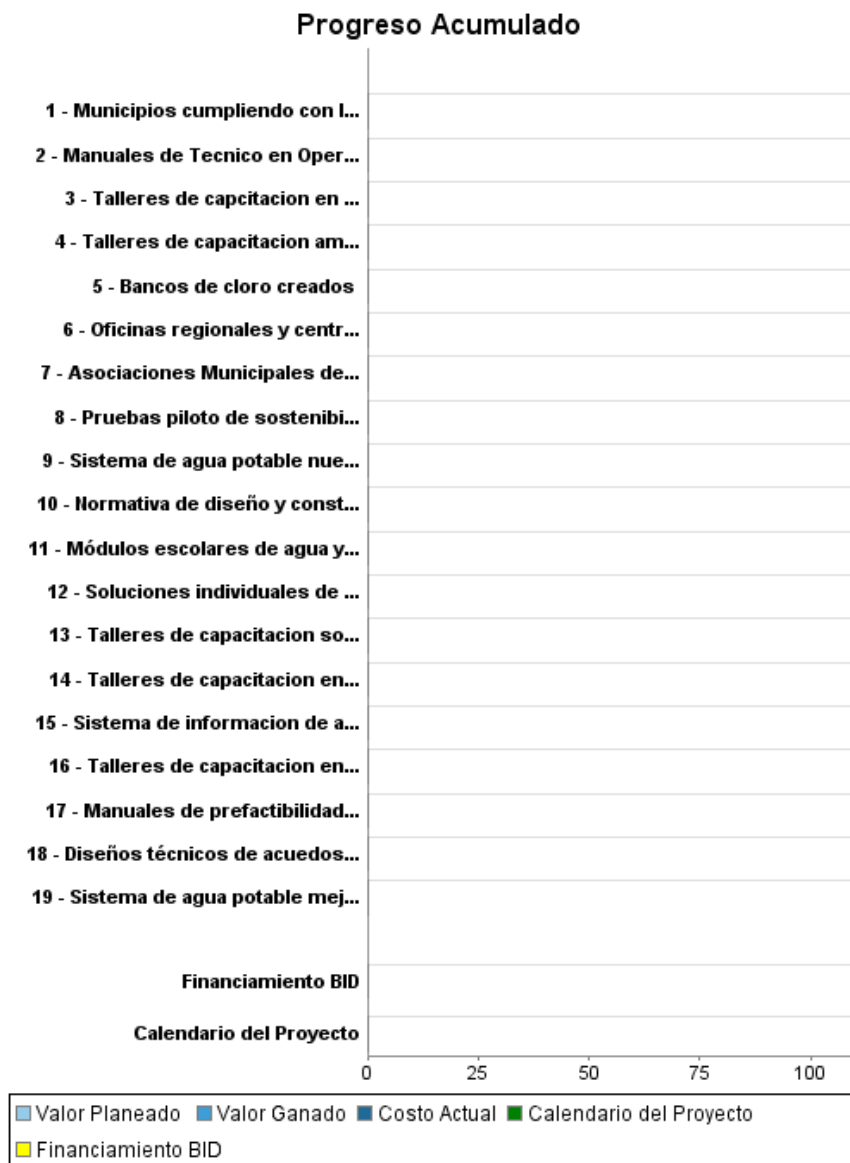 Progreso Acumulado
1 - Municipios cumpliendo con l...
2 - Manuales de Tecnico en Oper...
3 - Talleres de capcitacion en ...
4 - Talleres de capacitacion am...
5 - Bancos de cloro creados
6 - Oficinas regionales y centr...
7 - Asociaciones Municipales de...
8 - Pruebas piloto de sostenibi...
9 - Sistema de agua potable nue...
10 - Normativa de diseño y const...
11 - Módulos escolares de agua y...
12 - Soluciones individuales de ...
13 - Talleres de capacitacion so...
14 - Talleres de capacitacion en...
15 - Sistema de informacion de a...
16 - Talleres de capacitacion en...
17 - Manuales de prefactibilidad...
18 - Diseños técnicos de acuedos...
19 - Sistema de agua potable mej...
Financiamiento BID
Calendario del Proyecto
0 25 50 75 100
Valor Planeado Valor Ganado Costo Actual Calendario del Proyecto
Financiamiento BID